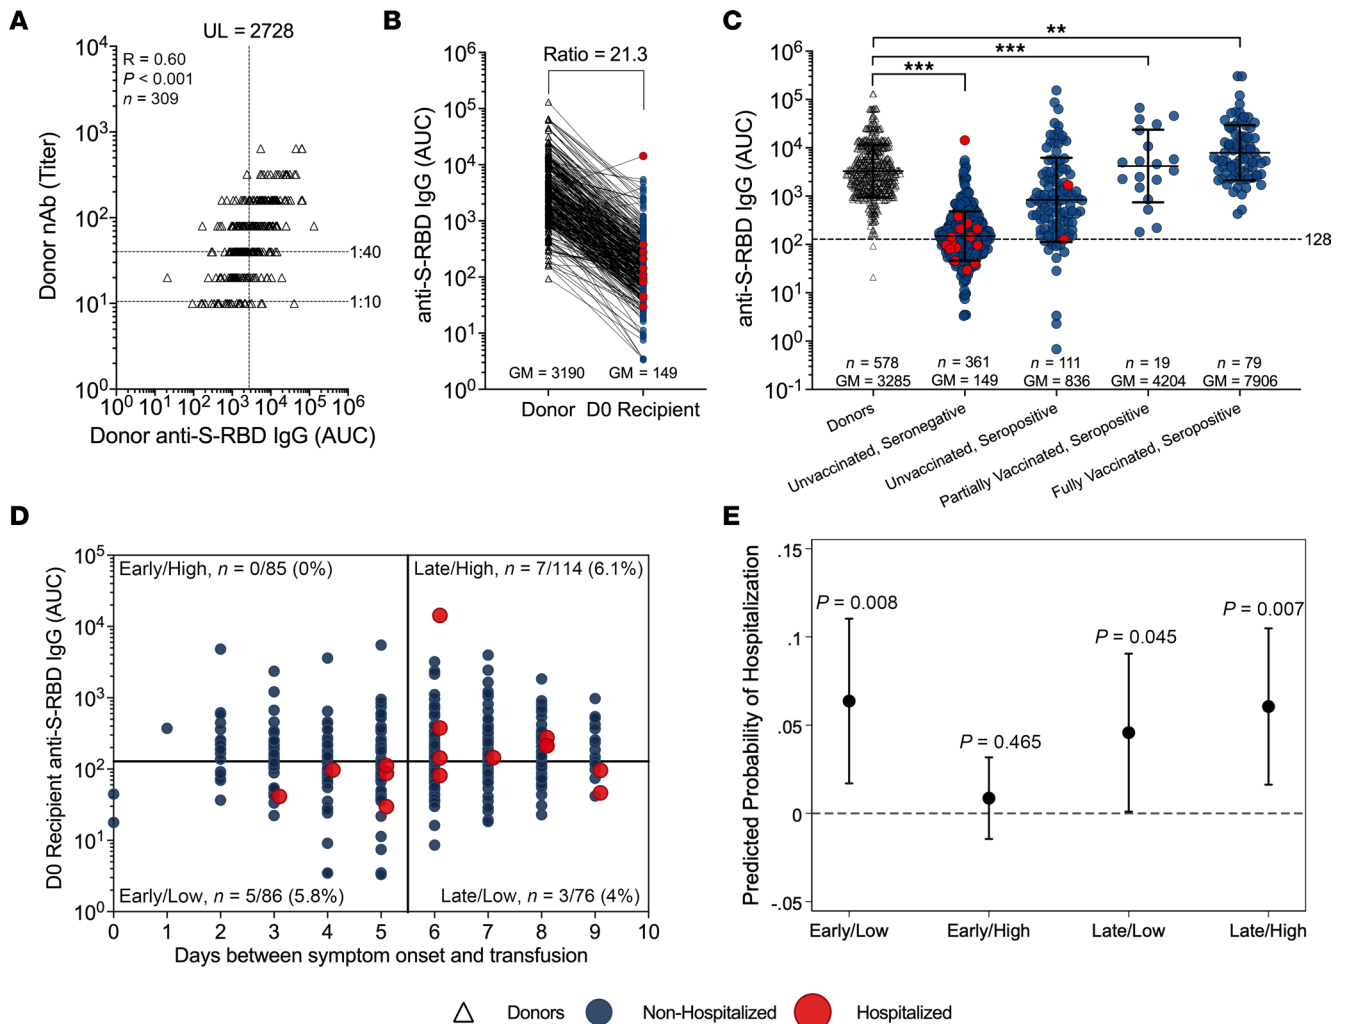 A
UL = 2728
R = 0.60
P < 0.001
n = 309
10⁴
10³
10²
10¹
10⁰
1:40
1:10
10⁰ 10¹ 10² 10³ 10⁴ 10⁵ 10⁶
Donor nAb (Titer)
Donor anti-S-RBD IgG (AUC)
B
Ratio = 21.3
10⁶
10⁵
10⁴
10³
10²
10¹
10⁰
anti-S-RBD IgG (AUC)
GM = 3190 GM = 149
Donor D0 Recipient
C
**
***
***
10⁶
10⁵
10⁴
10³
10²
10¹
10⁰
10⁻¹
anti-S-RBD IgG (AUC)
128
n = 578 n = 361 n = 111 n = 19 n = 79
GM = 3285 GM = 149 GM = 836 GM = 4204 GM = 7906
Donors
Unvaccinated, Seronegative
Unvaccinated, Seropositive
Partially Vaccinated, Seropositive
Fully Vaccinated, Seropositive
D
10⁵
10⁴
10³
10²
10¹
10⁰
D0 Recipient anti-S-RBD IgG (AUC)
Early/High, n = 0/85 (0%)
Late/High, n = 7/114 (6.1%)
Early/Low, n = 5/86 (5.8%)
Late/Low, n = 3/76 (4%)
0 1 2 3 4 5 6 7 8 9 10
Days between symptom onset and transfusion
E
.15
.1
.05
0
-.05
Predicted Probability of Hospitalization
P = 0.008
P = 0.465
P = 0.045
P = 0.007
Early/Low Early/High Late/Low Late/High
Donors Non-Hospitalized Hospitalized